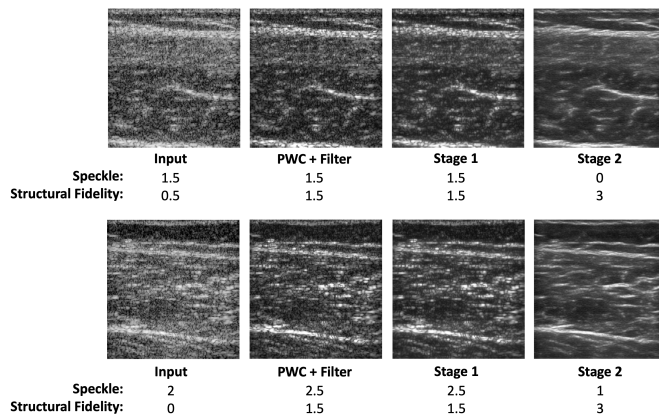 Input PWC + Filter Stage 1 Stage 2
Speckle: 1.5 1.5 1.5 0
Structural Fidelity: 0.5 1.5 1.5 3
Input PWC + Filter Stage 1 Stage 2
Speckle: 2 2.5 2.5 1
Structural Fidelity: 0 1.5 1.5 3